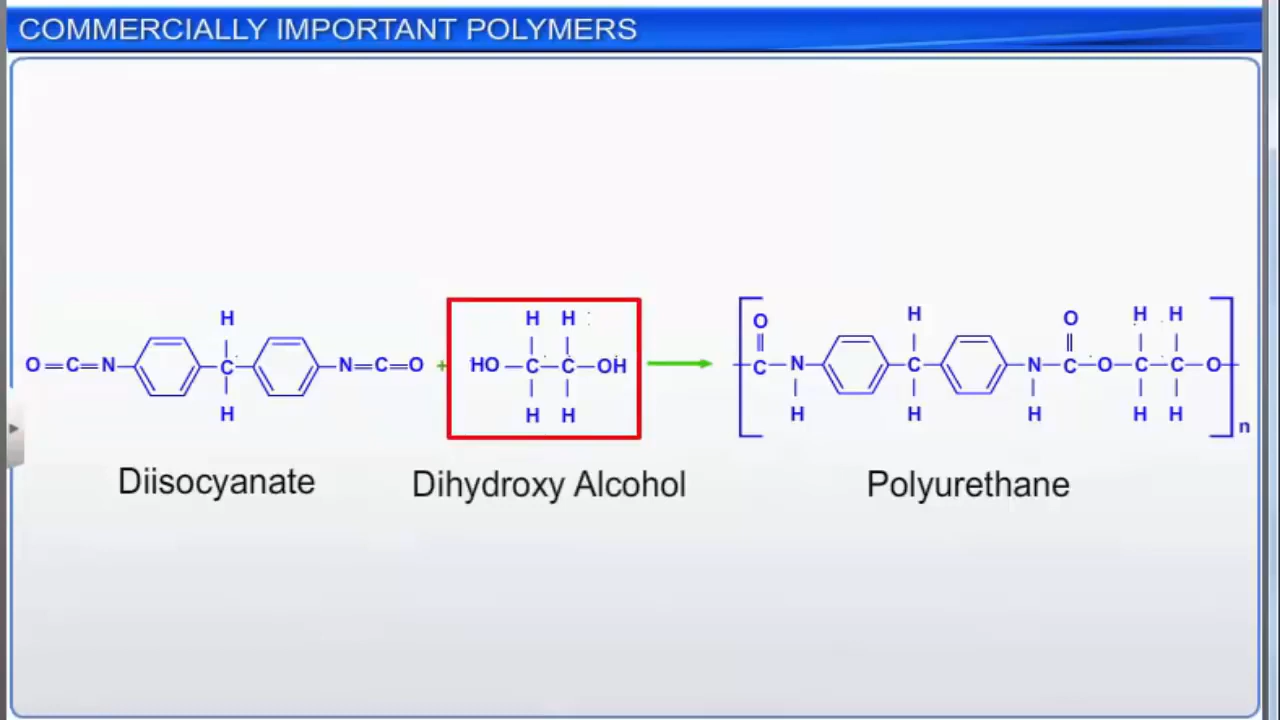 COMMERCIALLY IMPORTANT POLYMERS
H H H H H H
O O
O=C=N C N=C=O + HO C C OH C N C N C O C C O
H H H H H H H H
n
Diisocyanate Dihydroxy Alcohol Polyurethane